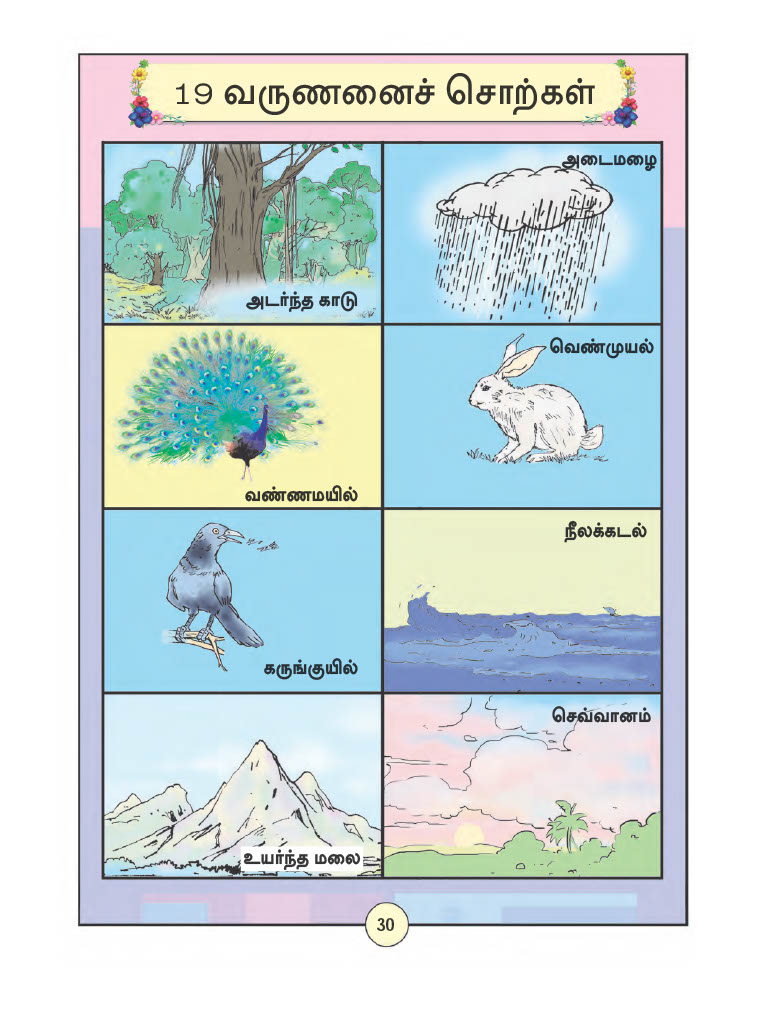 19 வருணனைச் சொற்கள்
அடர்ந்த காடு
அடைமழை
வண்ணமயில்
வெண்முயல்
கருங்குயில்
நீலக்கடல்
உயர்ந்த மலை
செவ்வானம்
30